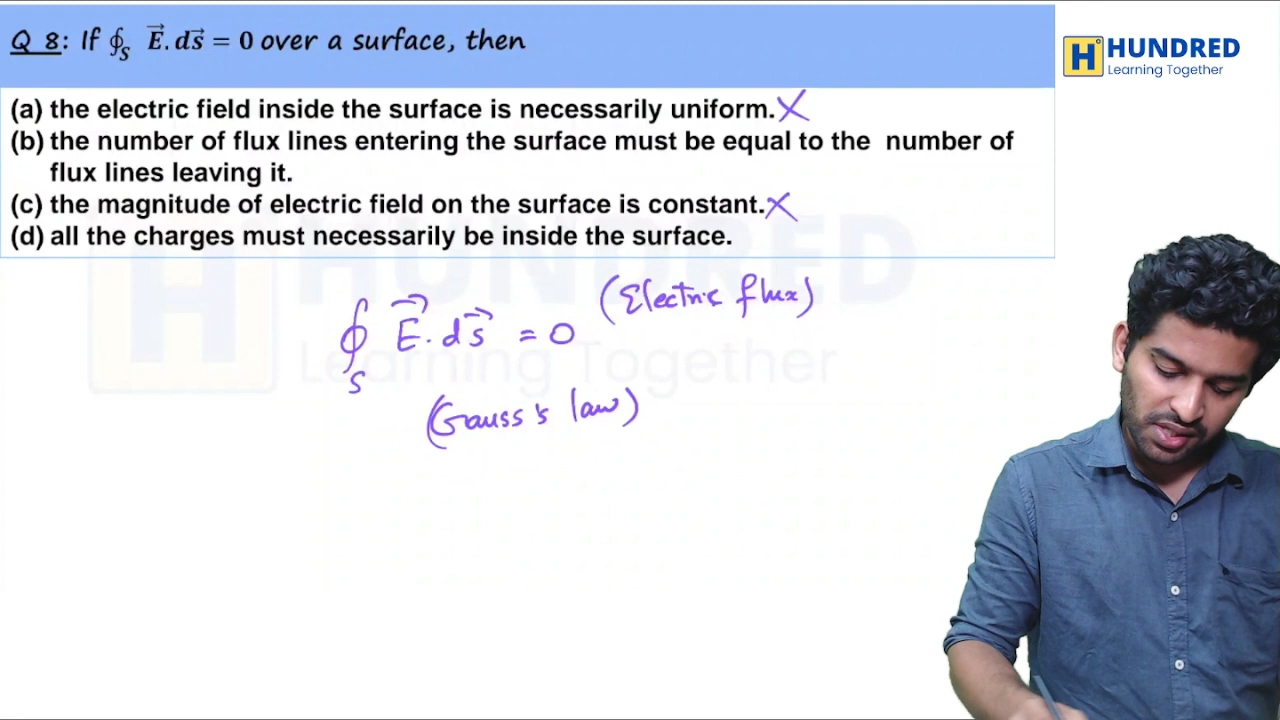 Q 8: If ∮S E⃗.ds⃗ = 0 over a surface, then
HUNDRED
Learning Together
(a) the electric field inside the surface is necessarily uniform.
(b) the number of flux lines entering the surface must be equal to the number of
flux lines leaving it.
(c) the magnitude of electric field on the surface is constant.
(d) all the charges must necessarily be inside the surface.
HUNDRED
Learning Together
(Electric flux)
∮S E⃗.ds⃗ = 0
(Gauss's law)